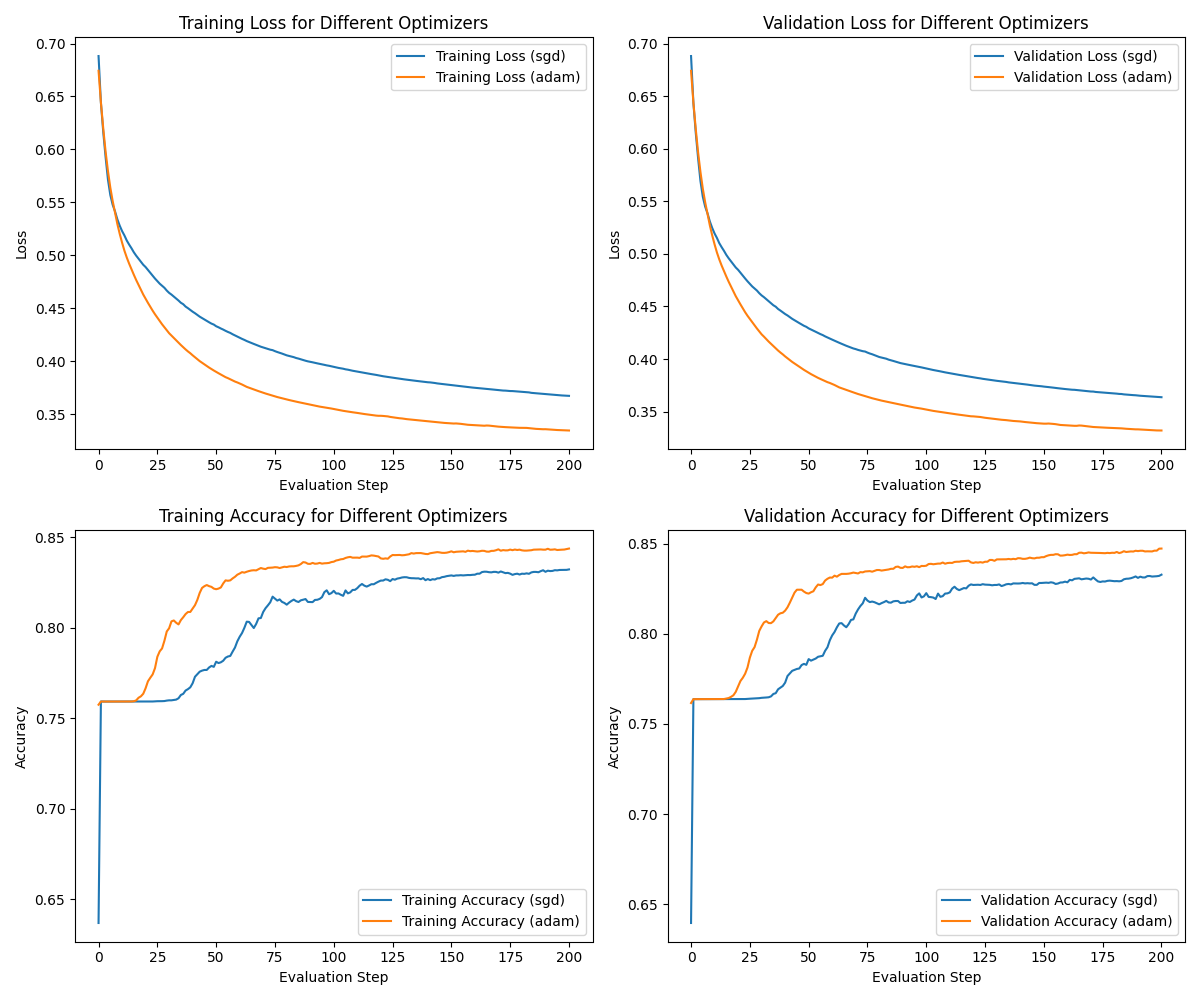 Training Loss for Different Optimizers
0.70
0.65
0.60
0.55
0.50
0.45
0.40
0.35
Loss
Training Loss (sgd)
Training Loss (adam)
0 25 50 75 100 125 150 175 200
Evaluation Step
Validation Loss for Different Optimizers
0.70
0.65
0.60
0.55
0.50
0.45
0.40
0.35
Loss
Validation Loss (sgd)
Validation Loss (adam)
0 25 50 75 100 125 150 175 200
Evaluation Step
Training Accuracy for Different Optimizers
0.85
0.80
0.75
0.70
0.65
Accuracy
Training Accuracy (sgd)
Training Accuracy (adam)
0 25 50 75 100 125 150 175 200
Evaluation Step
Validation Accuracy for Different Optimizers
0.85
0.80
0.75
0.70
0.65
Accuracy
Validation Accuracy (sgd)
Validation Accuracy (adam)
0 25 50 75 100 125 150 175 200
Evaluation Step